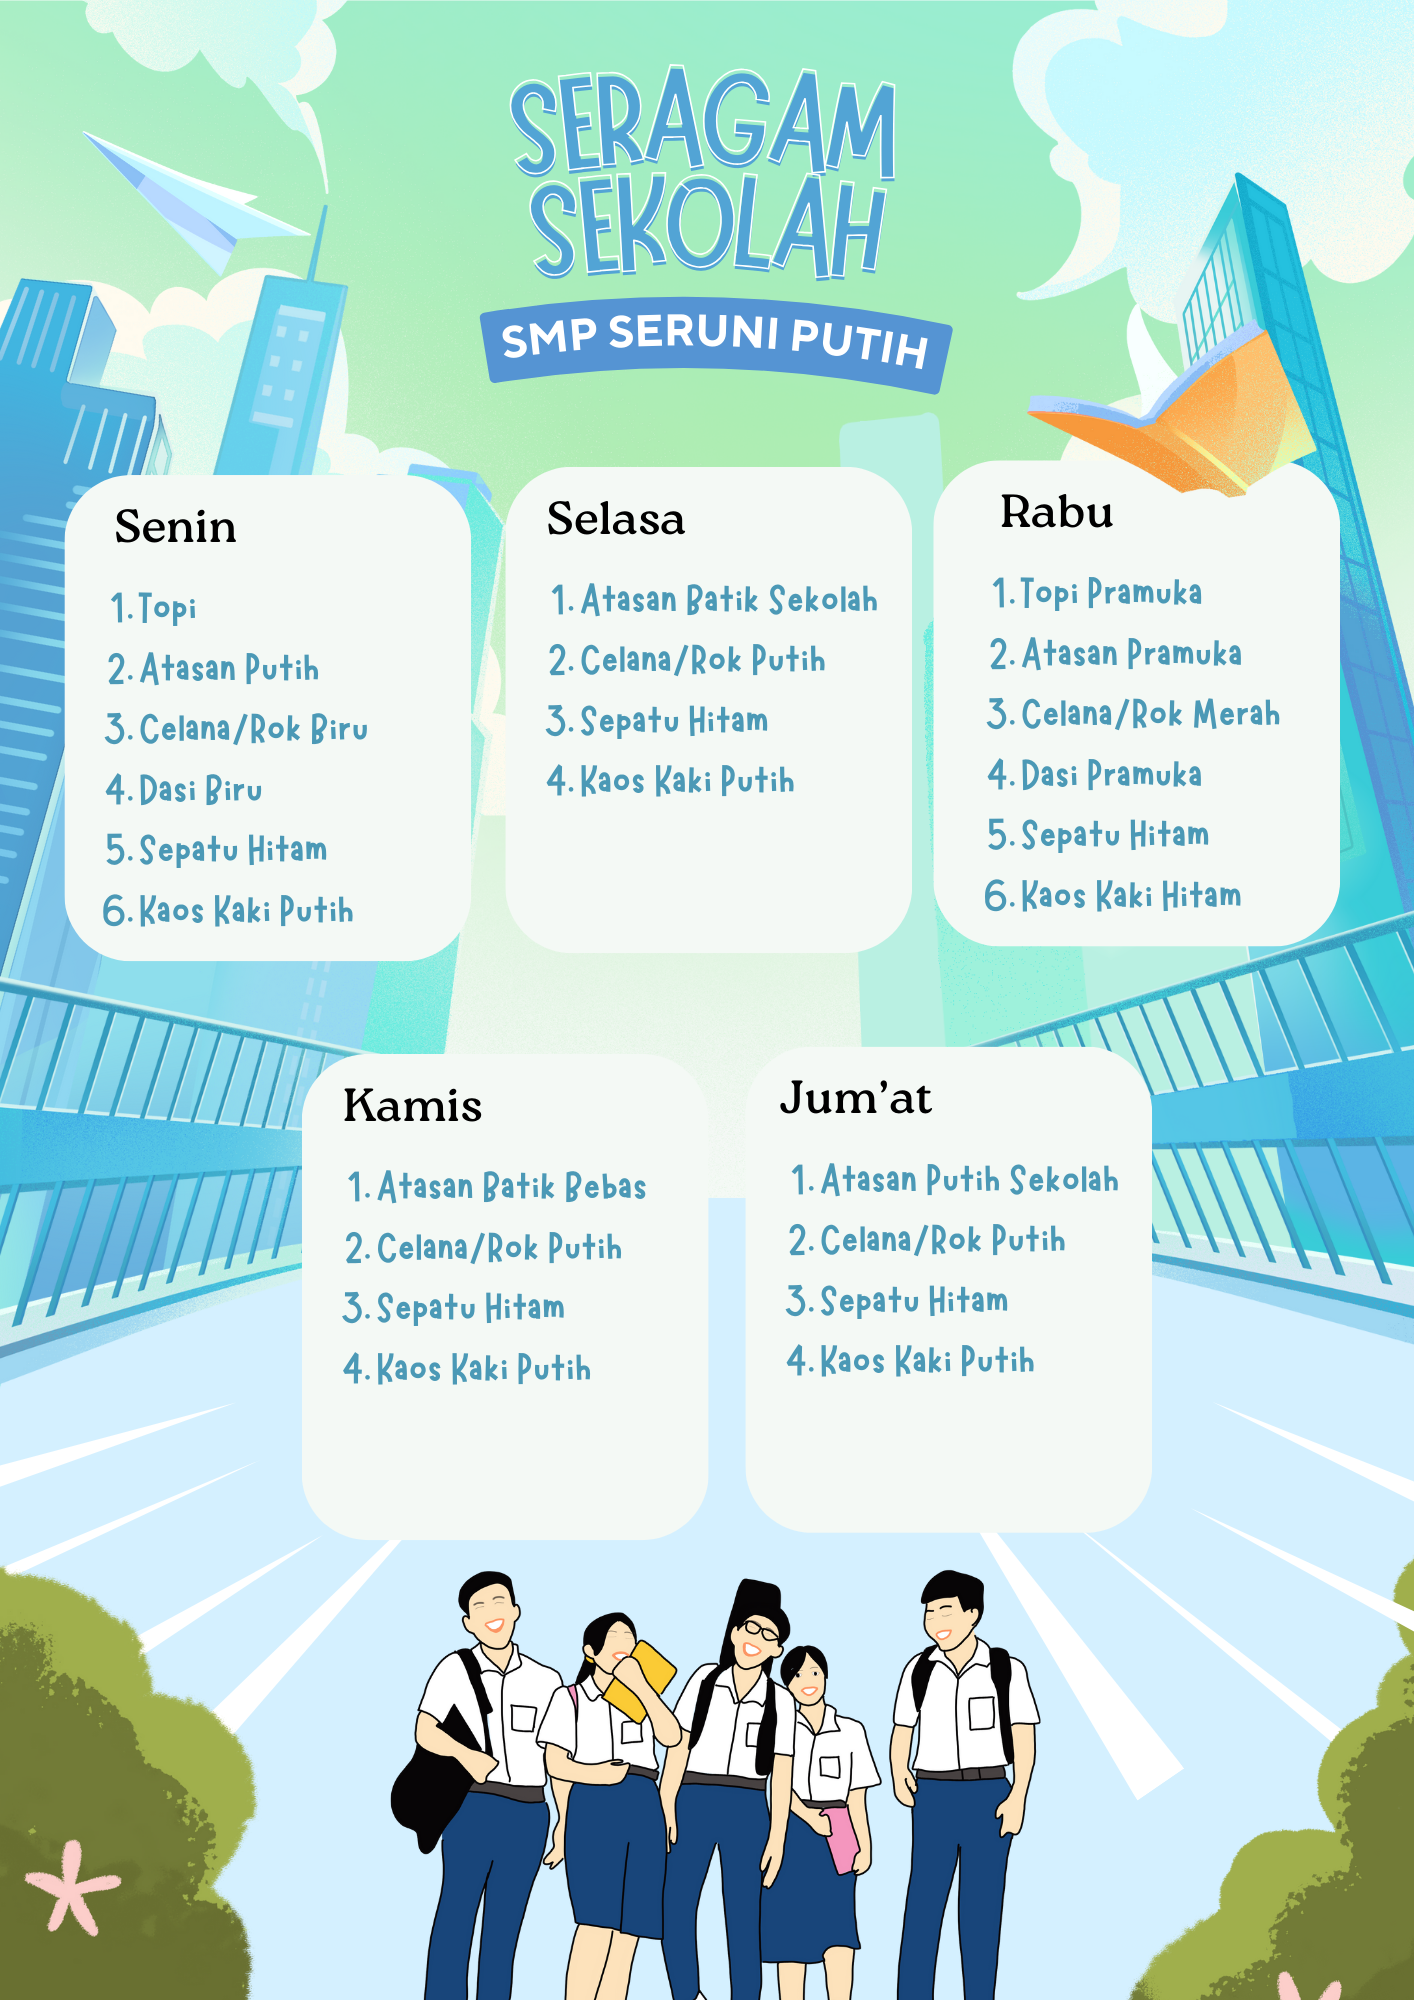 SERAGAM
SEKOLAH
SMP SERUNI PUTIH
Senin
1. Topi
2. Atasan Putih
3. Celana/Rok Biru
4. Dasi Biru
5. Sepatu Hitam
6. Kaos Kaki Putih
Selasa
1. Atasan Batik Sekolah
2. Celana/Rok Putih
3. Sepatu Hitam
4. Kaos Kaki Putih
Rabu
1. Topi Pramuka
2. Atasan Pramuka
3. Celana/Rok Merah
4. Dasi Pramuka
5. Sepatu Hitam
6. Kaos Kaki Hitam
Kamis
1. Atasan Batik Bebas
2. Celana/Rok Putih
3. Sepatu Hitam
4. Kaos Kaki Putih
Jum'at
1. Atasan Putih Sekolah
2. Celana/Rok Putih
3. Sepatu Hitam
4. Kaos Kaki Putih